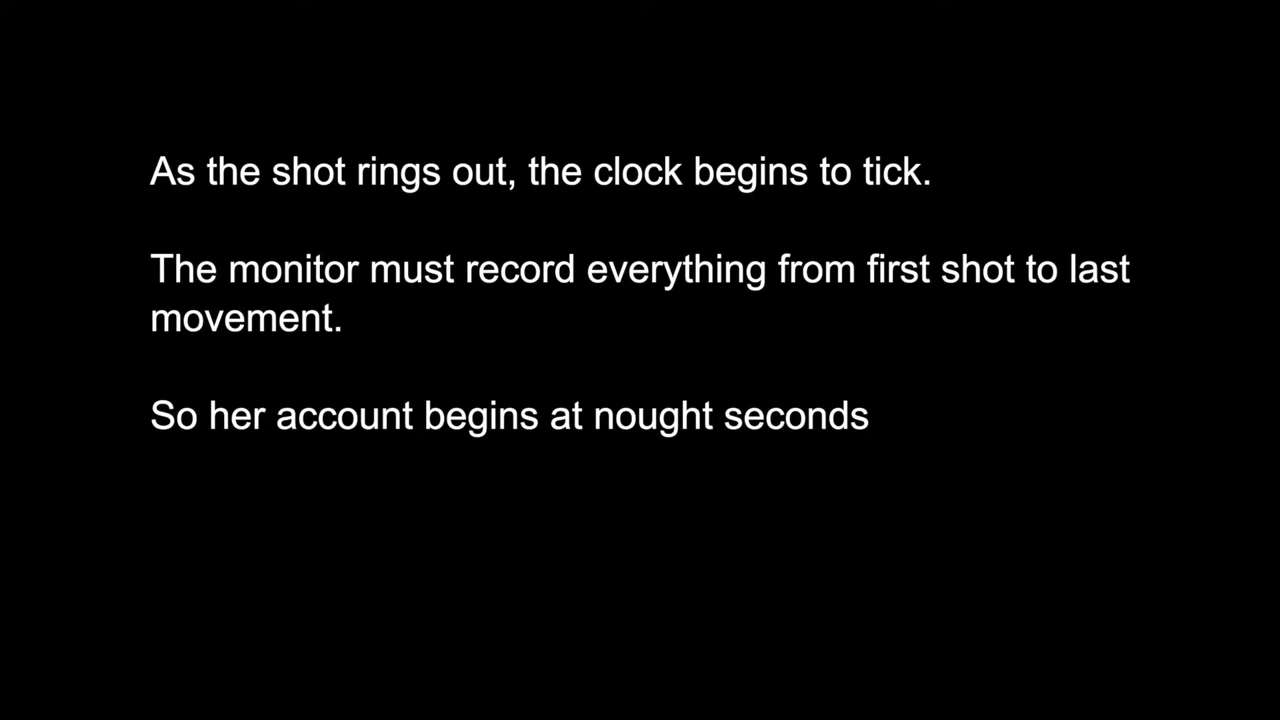 As the shot rings out, the clock begins to tick.
The monitor must record everything from first shot to last
movement.
So her account begins at nought seconds